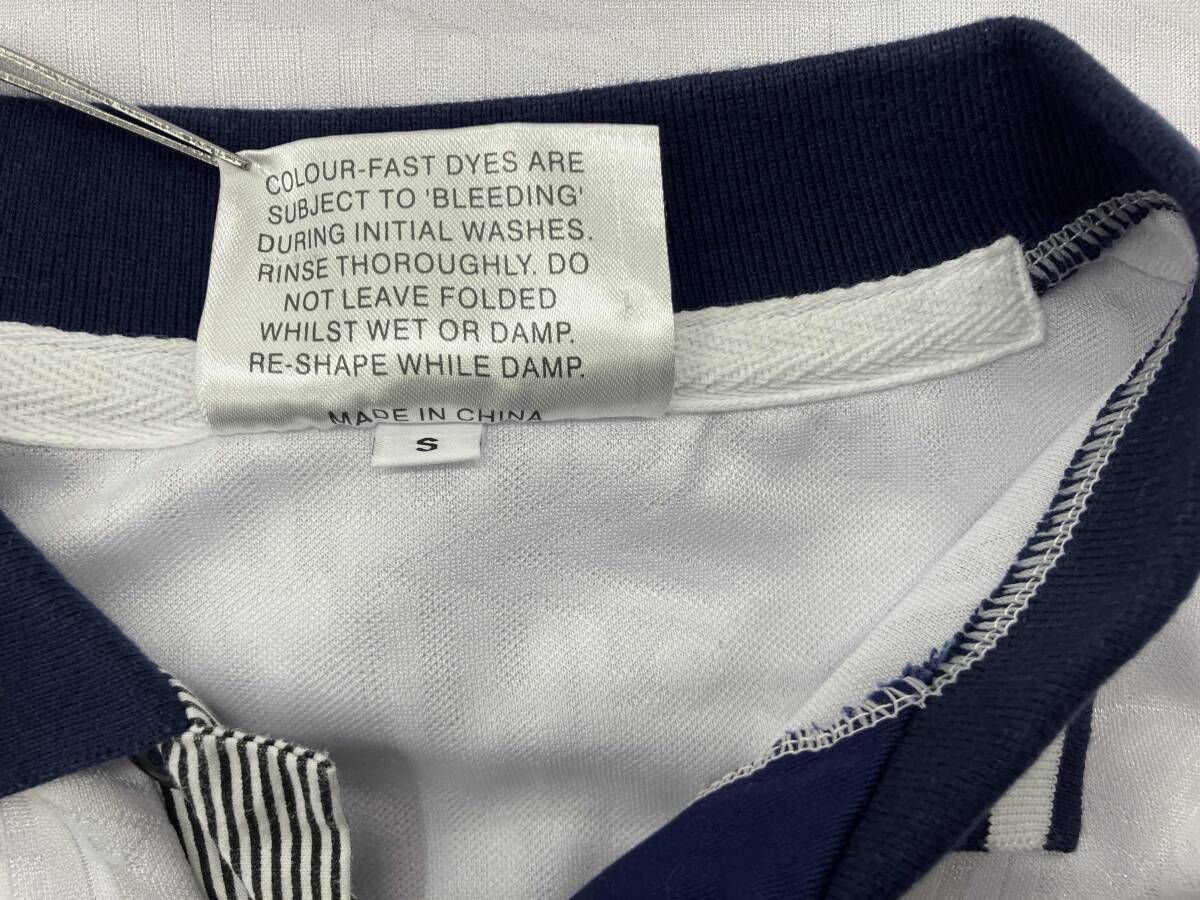 COLOUR-FAST DYES ARE
SUBJECT TO 'BLEEDING'
DURING INITIAL WASHES.
RINSE THOROUGHLY. DO
NOT LEAVE FOLDED
WHILST WET OR DAMP.
RE-SHAPE WHILE DAMP.
MADE IN CHINA
S